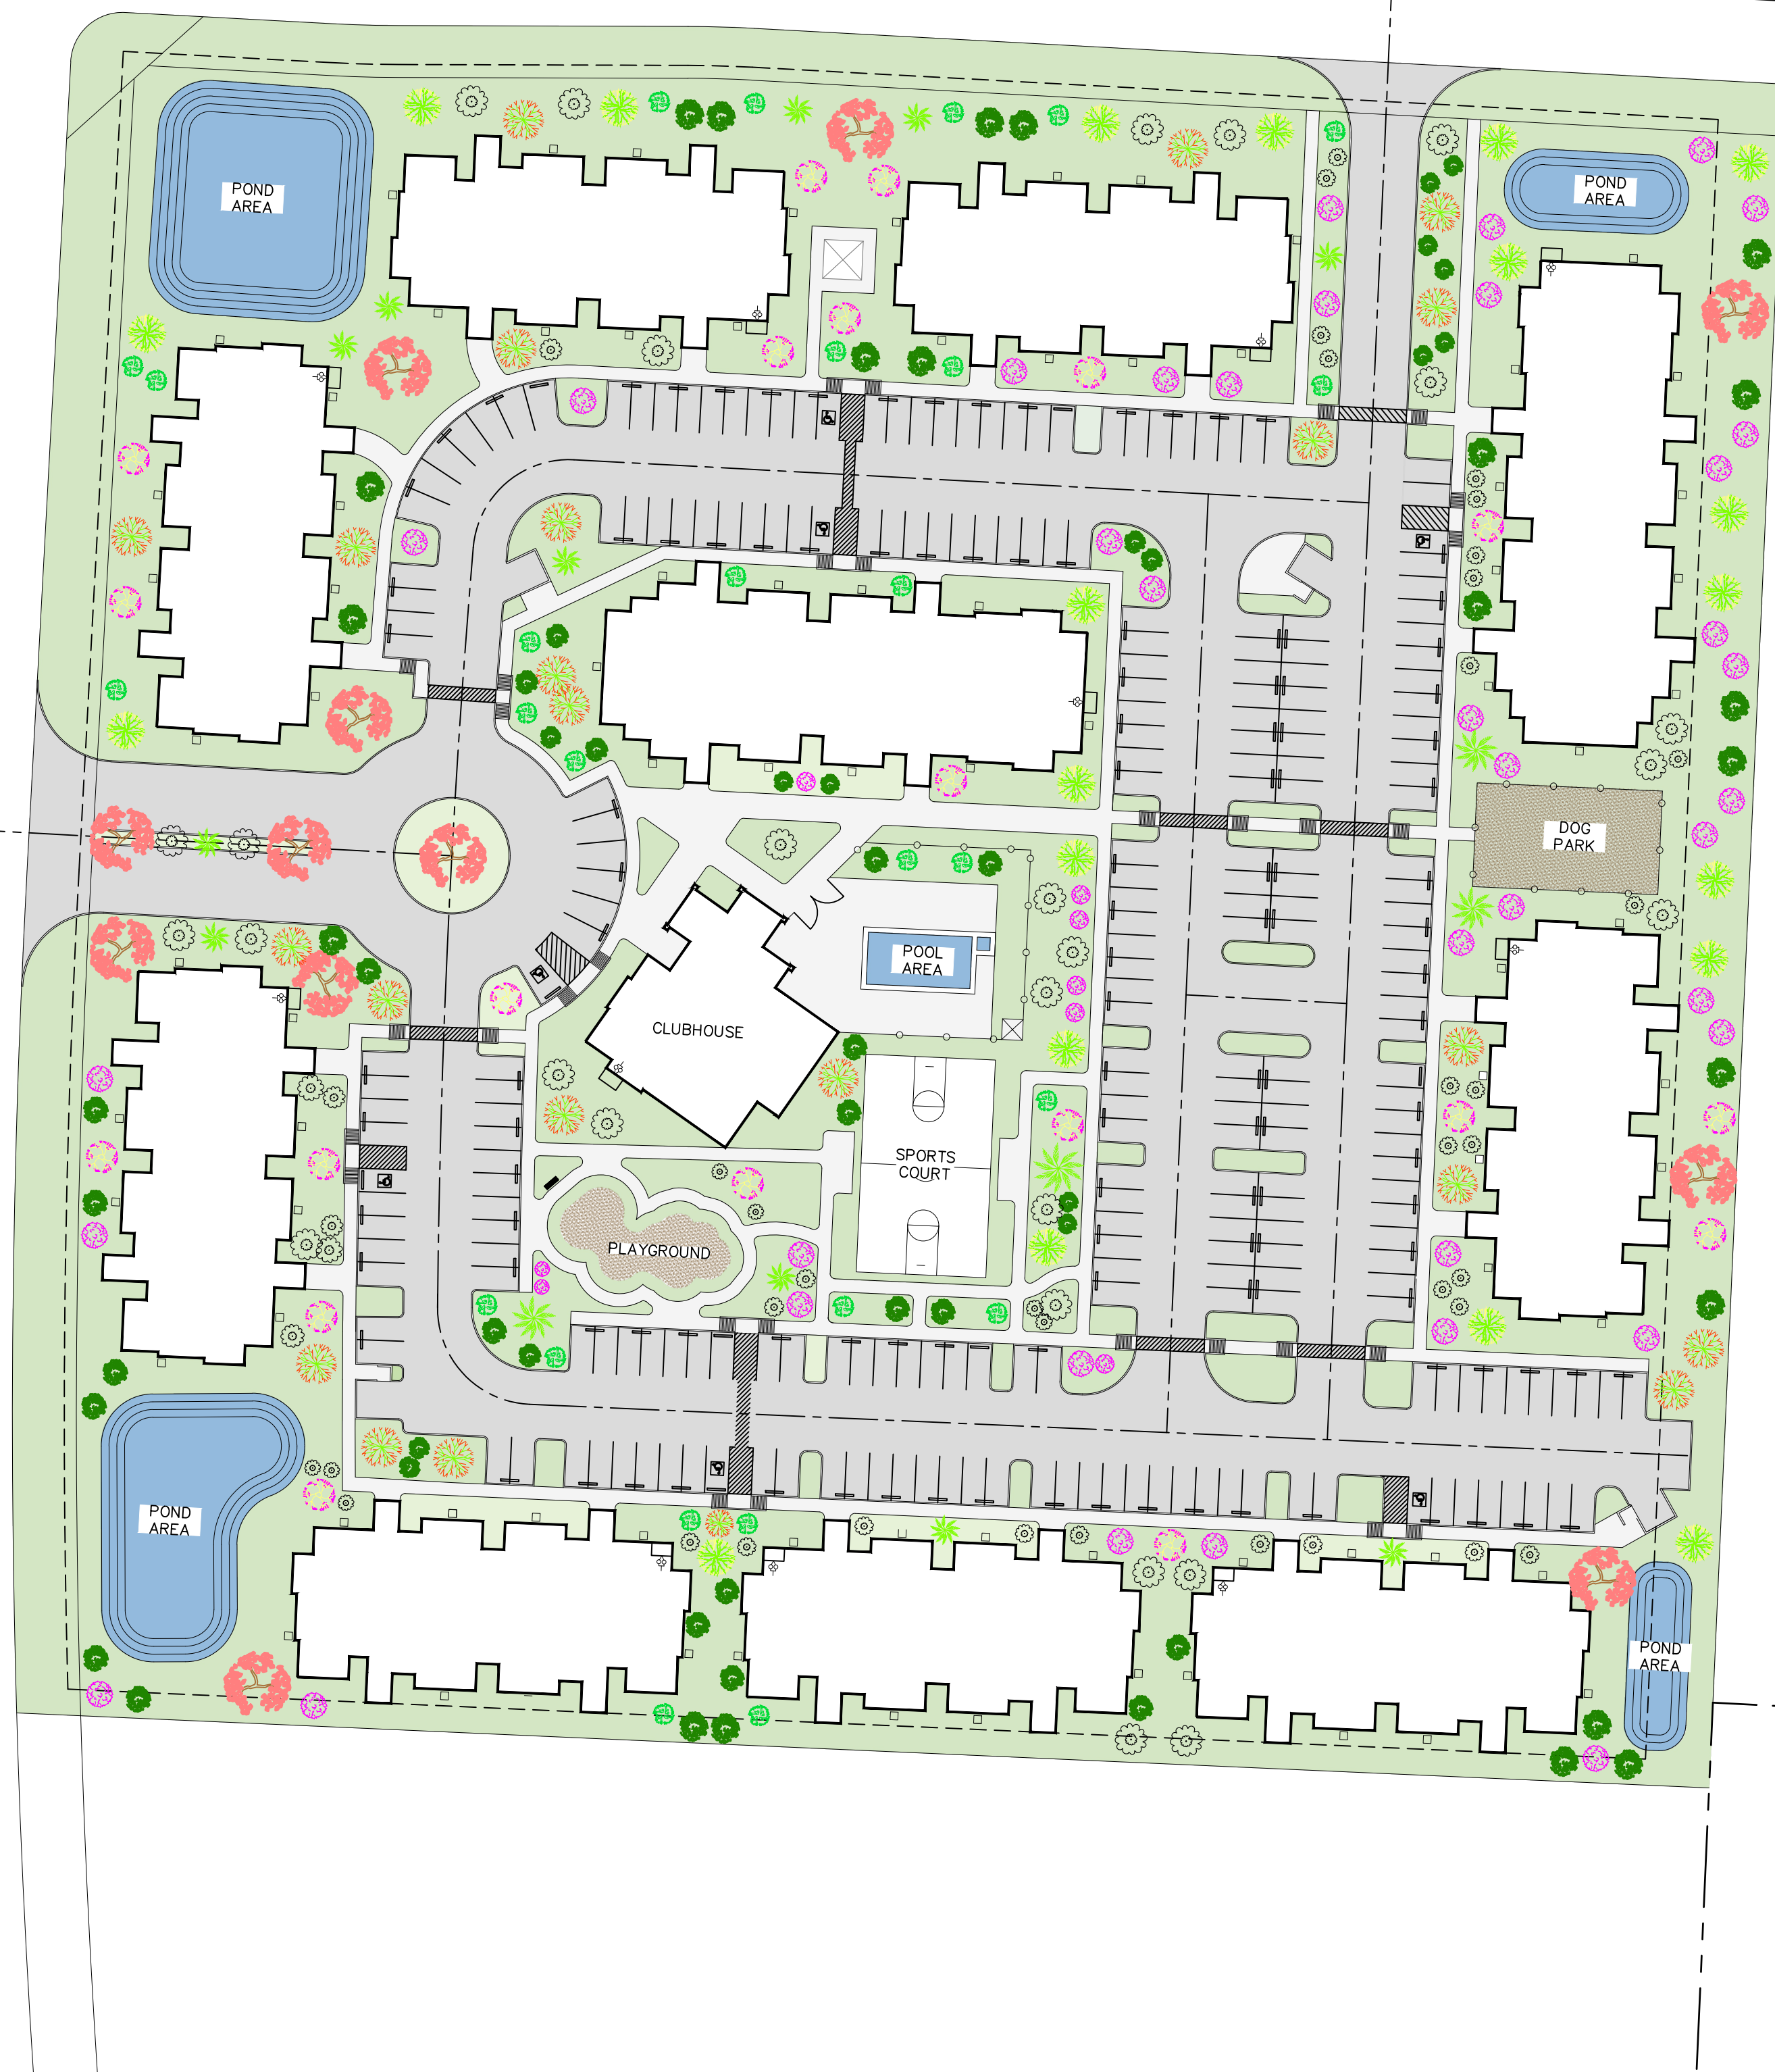 POND
AREA
POND
AREA
DOG
PARK
POOL
AREA
CLUBHOUSE
SPORTS
COURT
PLAYGROUND
POND
AREA
POND
AREA